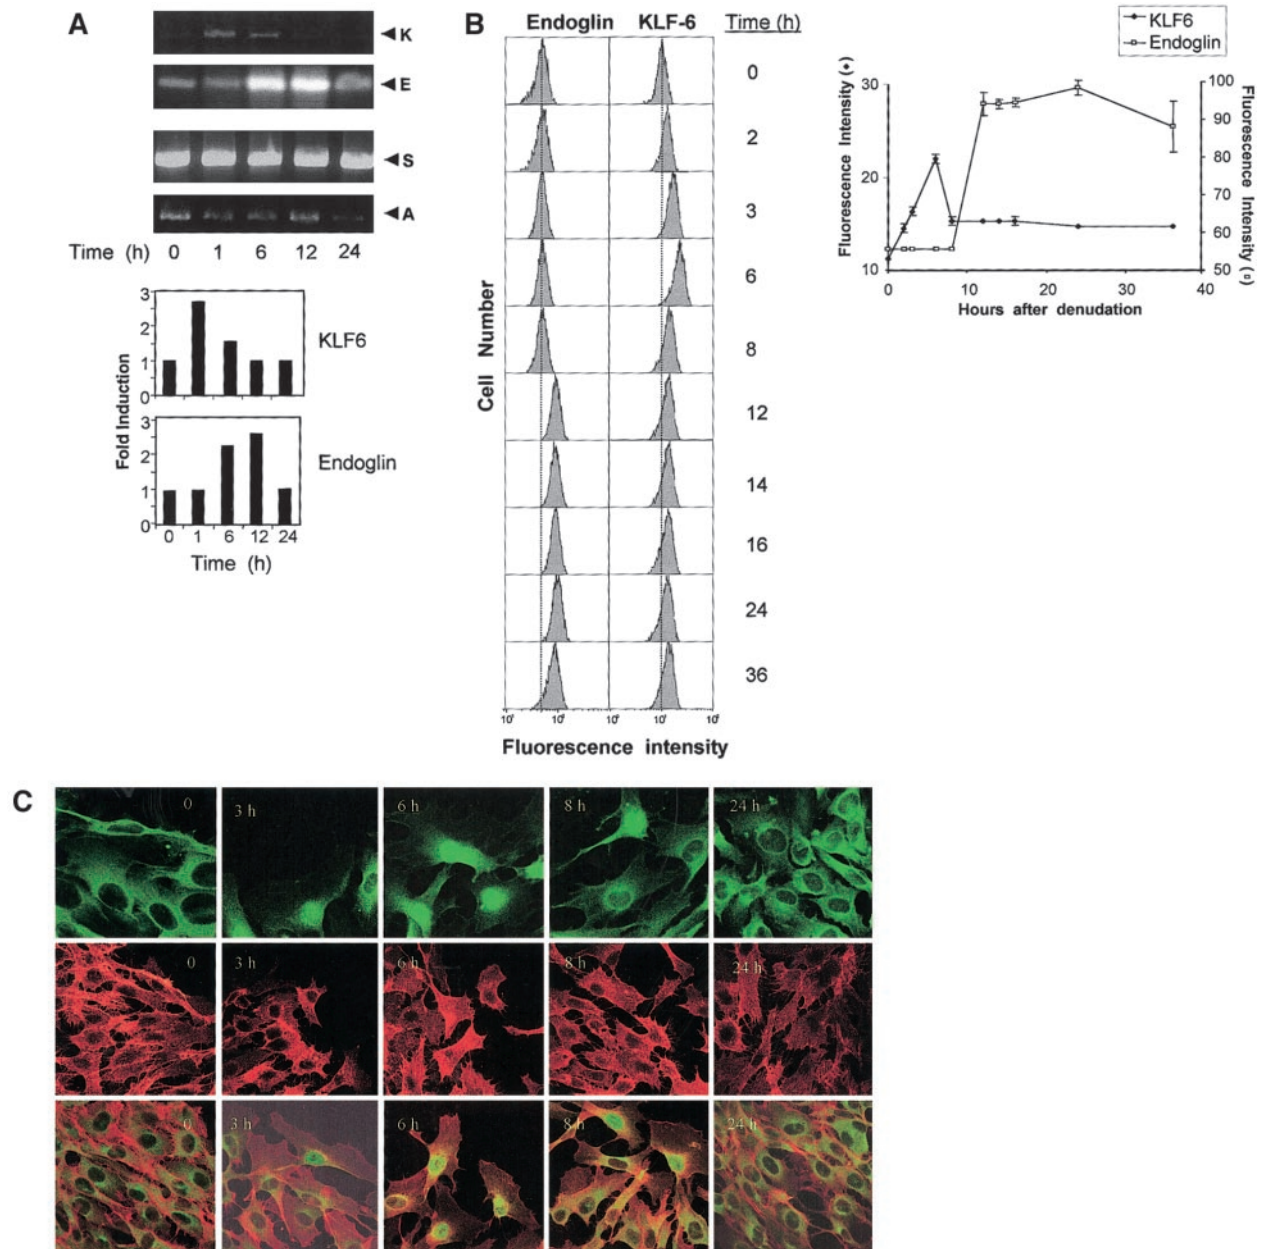 A
K
E
S
A
Time (h) 0 1 6 12 24
3
2
1
0
KLF6
Fold Induction
3
2
1
0
Endoglin
0 1 6 12 24
Time (h)
B
Endoglin KLF-6 Time (h)
0
2
3
6
8
12
14
16
24
36
Cell Number
Fluorescence intensity
KLF6
Endoglin
Fluorescence Intensity (♦)
30
20
10
100
90
80
70
60
50
Fluorescence Intensity (□)
0 10 20 30 40
Hours after denudation
C
0 3 h 6 h 8 h 24 h
0 3 h 6 h 8 h 24 h
0 3 h 6 h 8 h 24 h